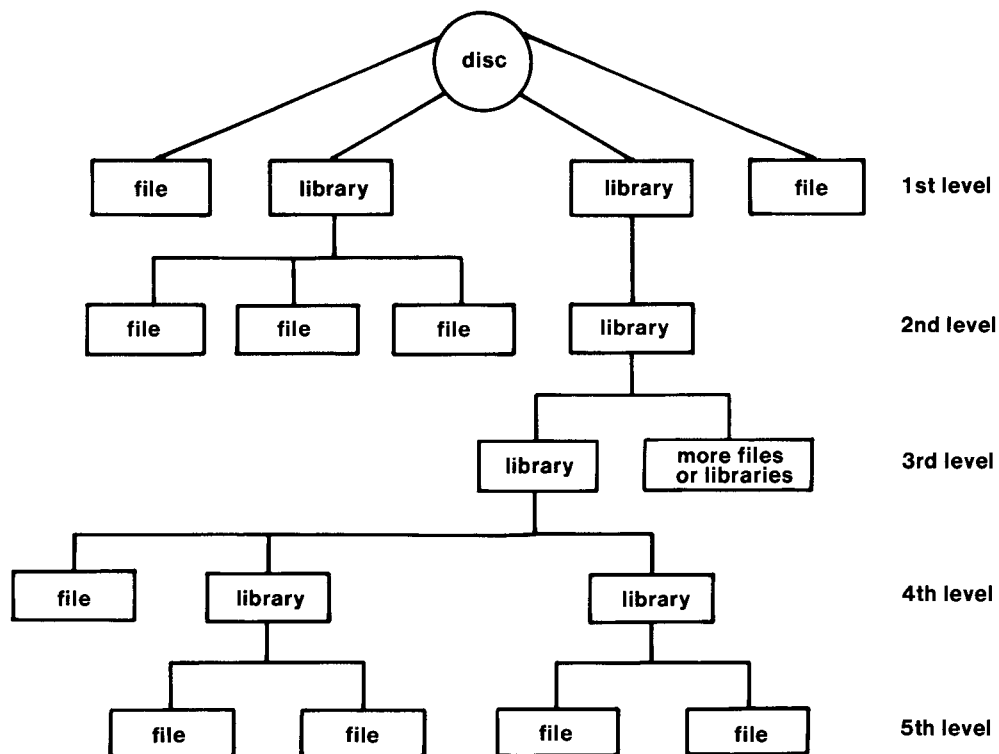 disc
file library library file 1st level
file file file library 2nd level
library more files
or libraries 3rd level
file library library 4th level
file file file file 5th level